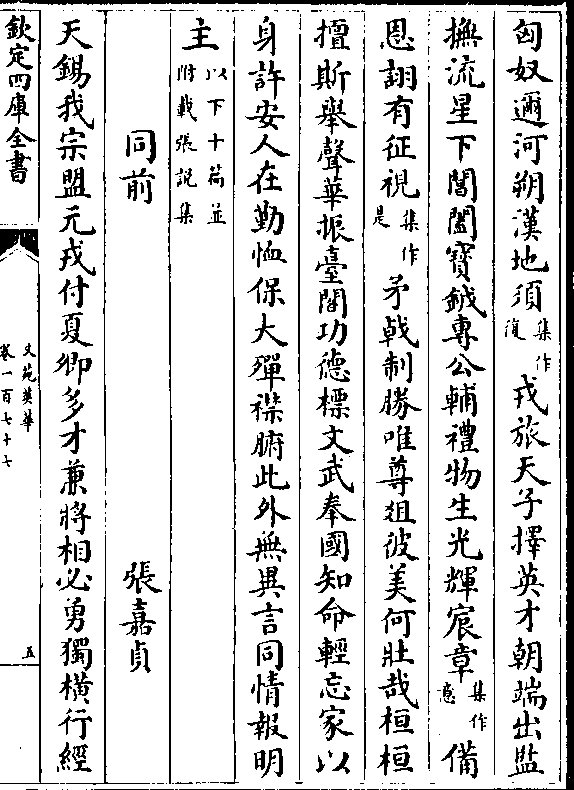 匈奴邇河朔漢地須集作復戎旅天子擇英才朝端出監
撫流星下閶闔寳鉞專公輔禮物生光輝宸章集作意備
恩詡有征視集作是矛戟制勝唯尊俎彼美何壯哉桓桓
擅斯舉聲華振臺閣功德標文武奉國知命輕忘家以
身許安人在勤恤保大殫襟腑此外無異言同情報明
主以下十篇並附載張說集
同前 張嘉貞
天錫我宗盟元戎付夏卿多才兼將相必勇獨橫行經
欽定四庫全書
文苑英華
卷一百七十七
五